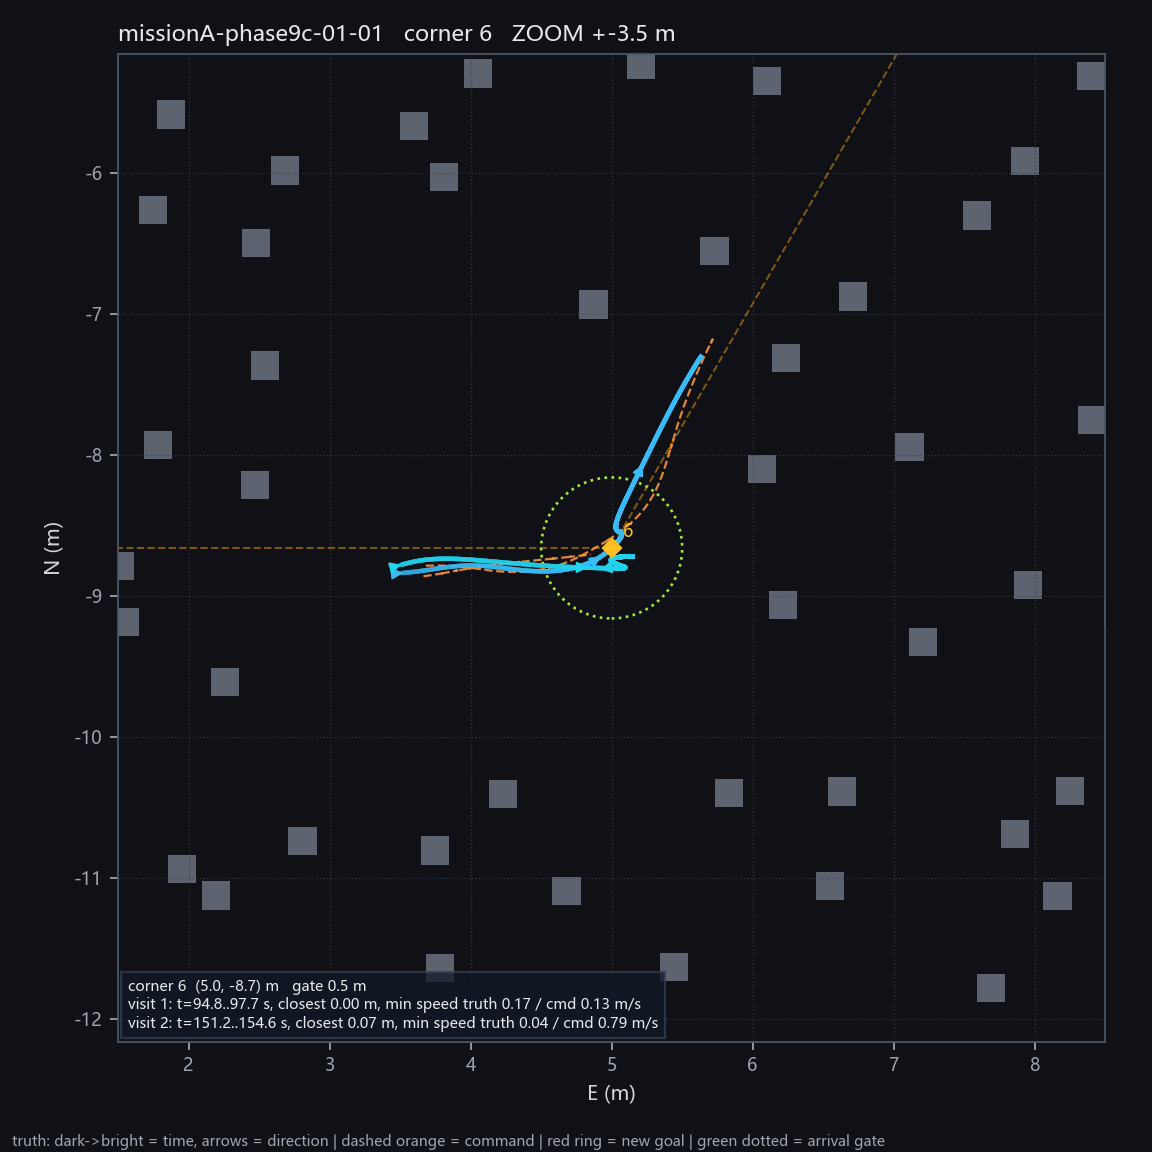 missionA-phase9c-01-01   corner 6   ZOOM +-3.5 m
-6
-7
-8
-9
-10
-11
-12
N (m)
6
corner 6  (5.0, -8.7) m   gate 0.5 m
visit 1: t=94.8..97.7 s, closest 0.00 m, min speed truth 0.17 / cmd 0.13 m/s
visit 2: t=151.2..154.6 s, closest 0.07 m, min speed truth 0.04 / cmd 0.79 m/s
2 3 4 5 6 7 8
E (m)
truth: dark->bright = time, arrows = direction | dashed orange = command | red ring = new goal | green dotted = arrival gate